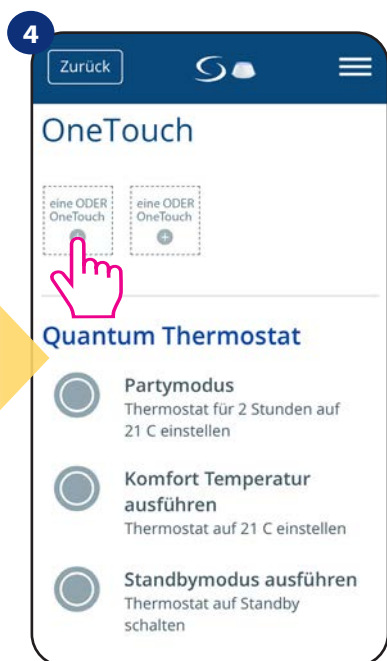 4
Zurück
OneTouch
eine ODER
OneTouch
eine ODER
OneTouch
Quantum Thermostat
Partymodus
Thermostat für 2 Stunden auf
21 C einstellen
Komfort Temperatur
ausführen
Thermostat auf 21 C einstellen
Standbymodus ausführen
Thermostat auf Standby
schalten